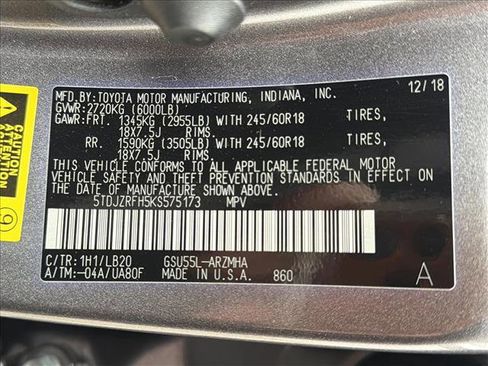 MFD.BY:TOYOTA MOTOR MANUFACTURING, INDIANA, INC. 12/18
GVWR:2720KG (6000LB)
GAWR:FRT. 1345KG (2955LB) WITH 245/60R18 TIRES,
18X7.5J RIMS.
RR. 1590KG (3505LB) WITH 245/60R18 TIRES,
18X7.5J RIMS.
THIS VEHICLE CONFORMS TO ALL APPLICABLE FEDERAL MOTOR
VEHICLE SAFETY AND THEFT PREVENTION STANDARDS IN EFFECT ON
THE DATE OF MANUFACTURE SHOWN ABOVE.
5TDJZRFH5KS575173 MPV
C/TR: 1H1/LB20 GSU55L-ARZMHA
A/TM:-04A/UA80F MADE IN U.S.A. 860 A
CAUTION
ATTENTION
9